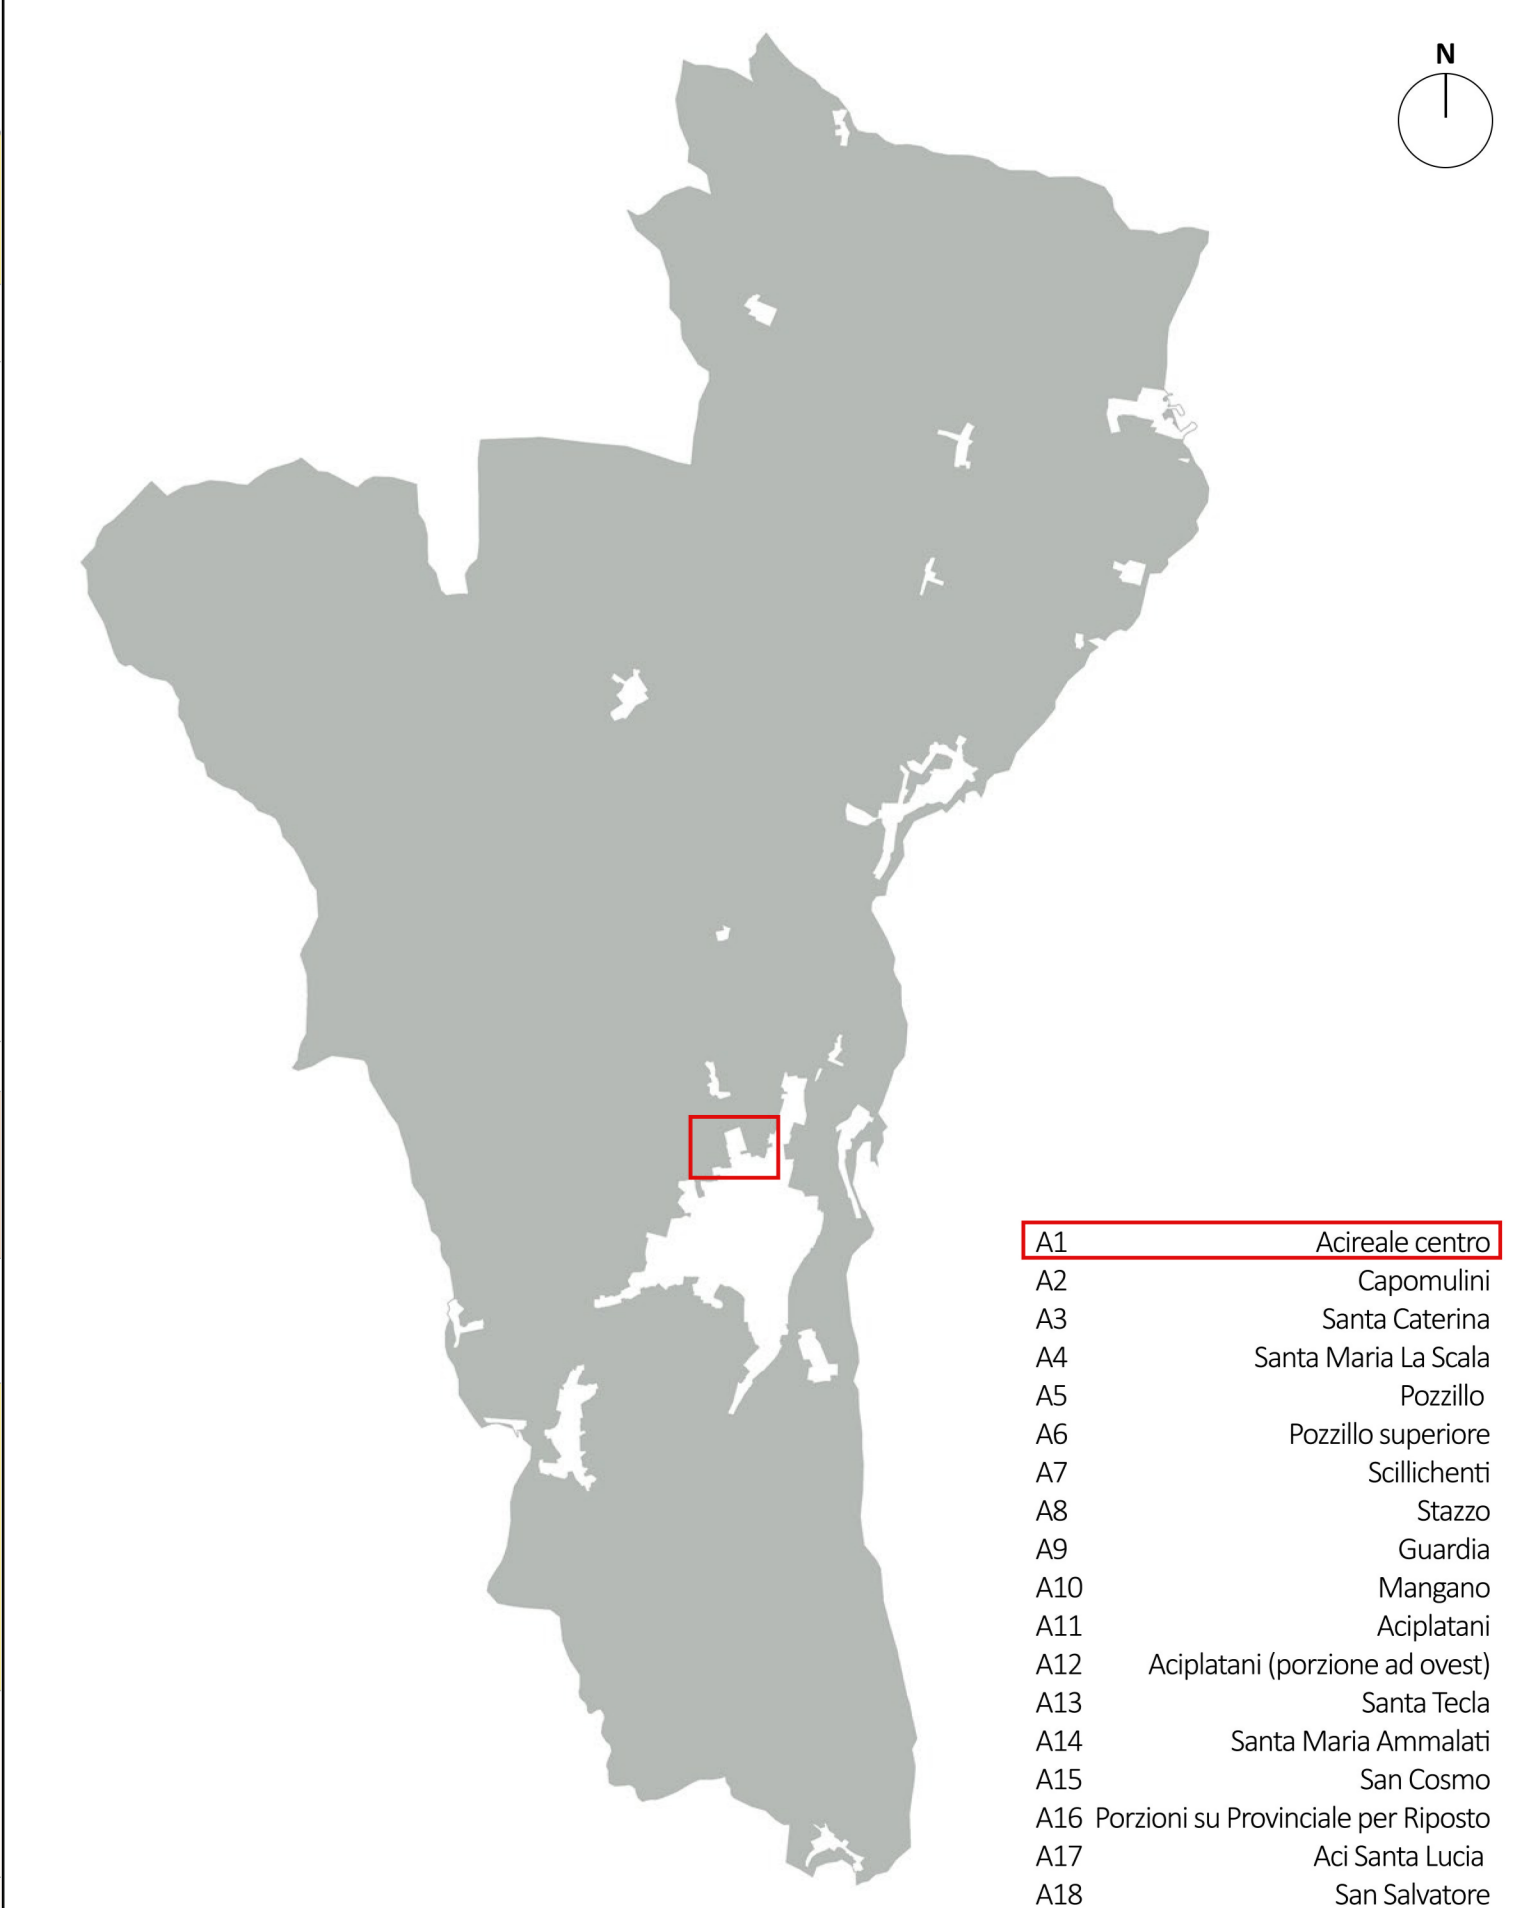 N
A1 Acireale centro
A2 Capomulini
A3 Santa Caterina
A4 Santa Maria La Scala
A5 Pozzillo
A6 Pozzillo superiore
A7 Scillichenti
A8 Stazzo
A9 Guardia
A10 Mangano
A11 Aciplatani
A12 Aciplatani (porzione ad ovest)
A13 Santa Tecla
A14 Santa Maria Ammalati
A15 San Cosmo
A16 Porzioni su Provinciale per Riposto
A17 Aci Santa Lucia
A18 San Salvatore